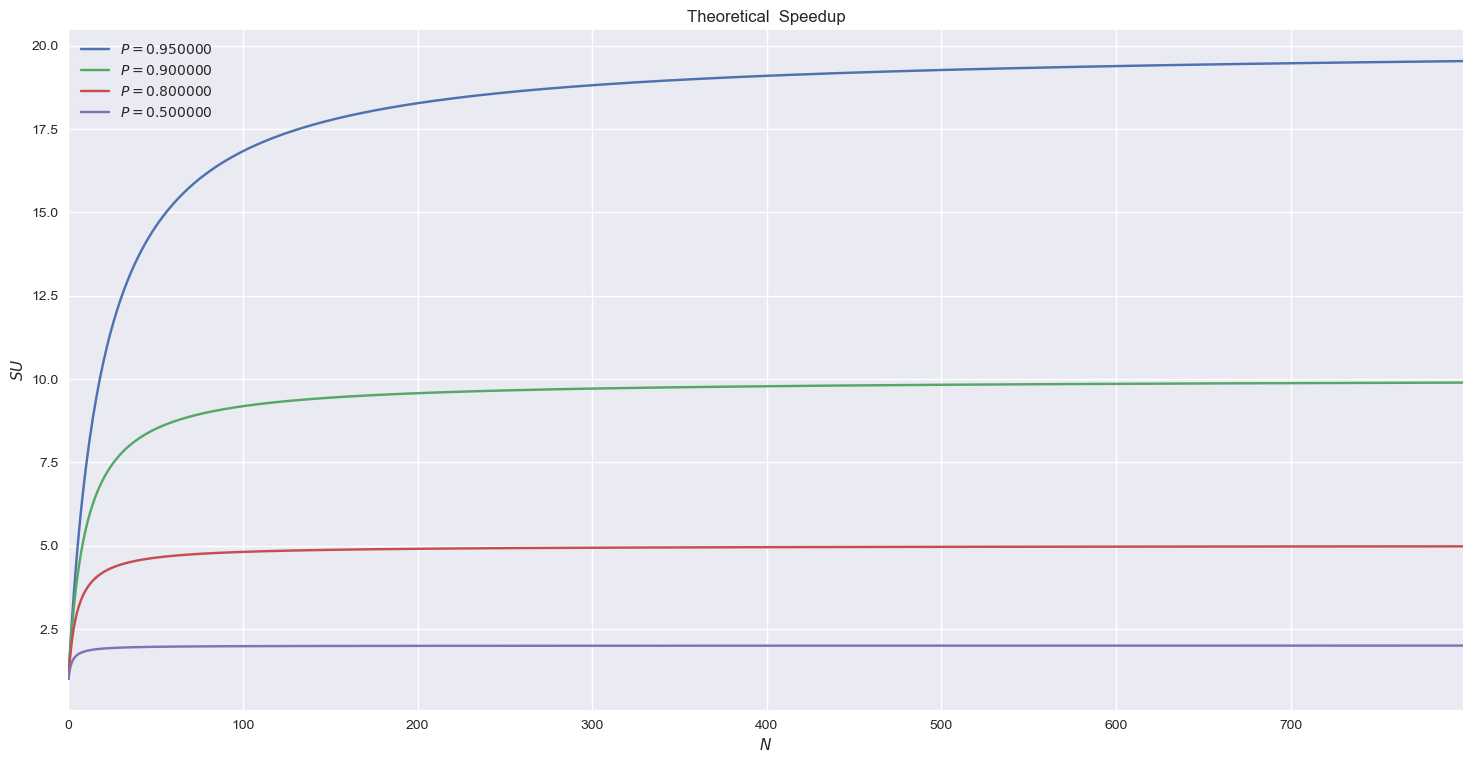 Theoretical  Speedup
20.0
17.5
15.0
12.5
10.0
7.5
5.0
2.5
P = 0.950000
P = 0.900000
P = 0.800000
P = 0.500000
SU
0 100 200 300 400 500 600 700
N